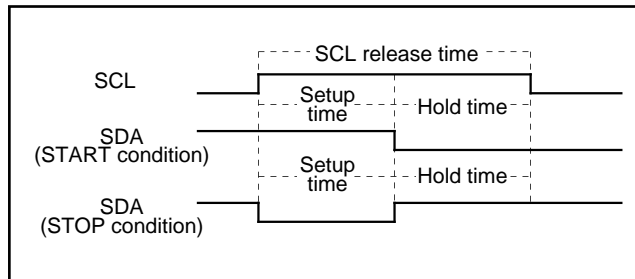 SCL release time
SCL
Setup
time
Hold time
SDA
(START condition)
Setup
time
Hold time
SDA
(STOP condition)